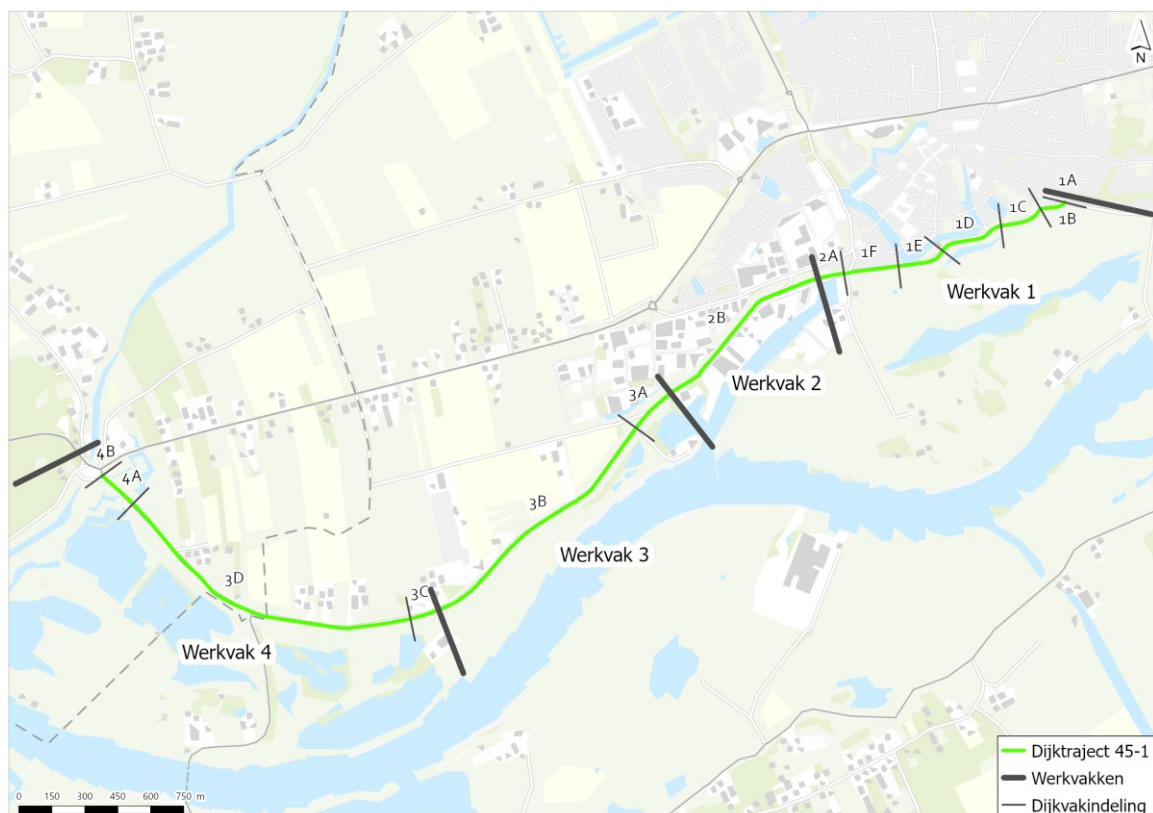 N
1A
1B
1C
1D
1E
1F
2A
Werkvak 1
2B
Werkvak 2
3A
3B
Werkvak 3
4B
4A
3D
3C
Werkvak 4
Dijktraject 45-1
Werkvakken
Dijkvakindeling
0 150 300 450 600 750 m